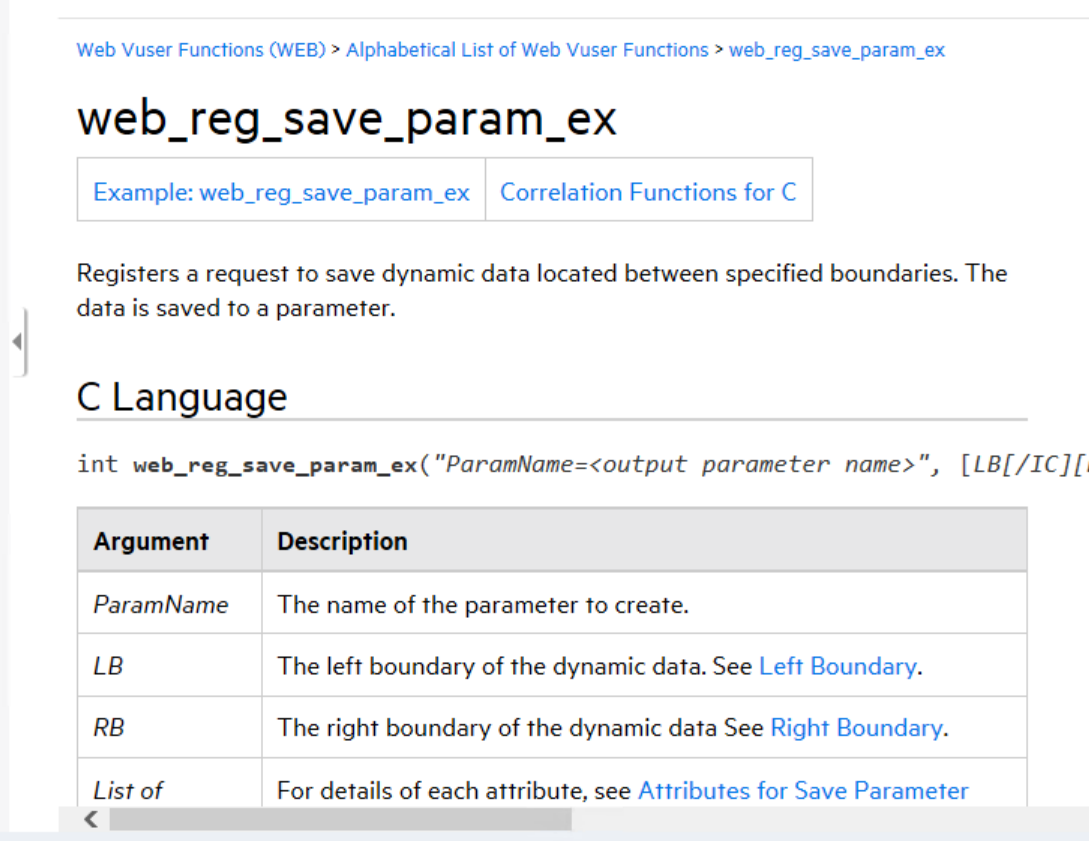 Web Vuser Functions (WEB) > Alphabetical List of Web Vuser Functions > web_reg_save_param_ex
web_reg_save_param_ex
Example: web_reg_save_param_ex Correlation Functions for C
Registers a request to save dynamic data located between specified boundaries. The
data is saved to a parameter.
C Language
int web_reg_save_param_ex("ParamName=<output parameter name>", [LB[/IC][
Argument Description
ParamName The name of the parameter to create.
LB The left boundary of the dynamic data. See Left Boundary.
RB The right boundary of the dynamic data See Right Boundary.
List of For details of each attribute, see Attributes for Save Parameter